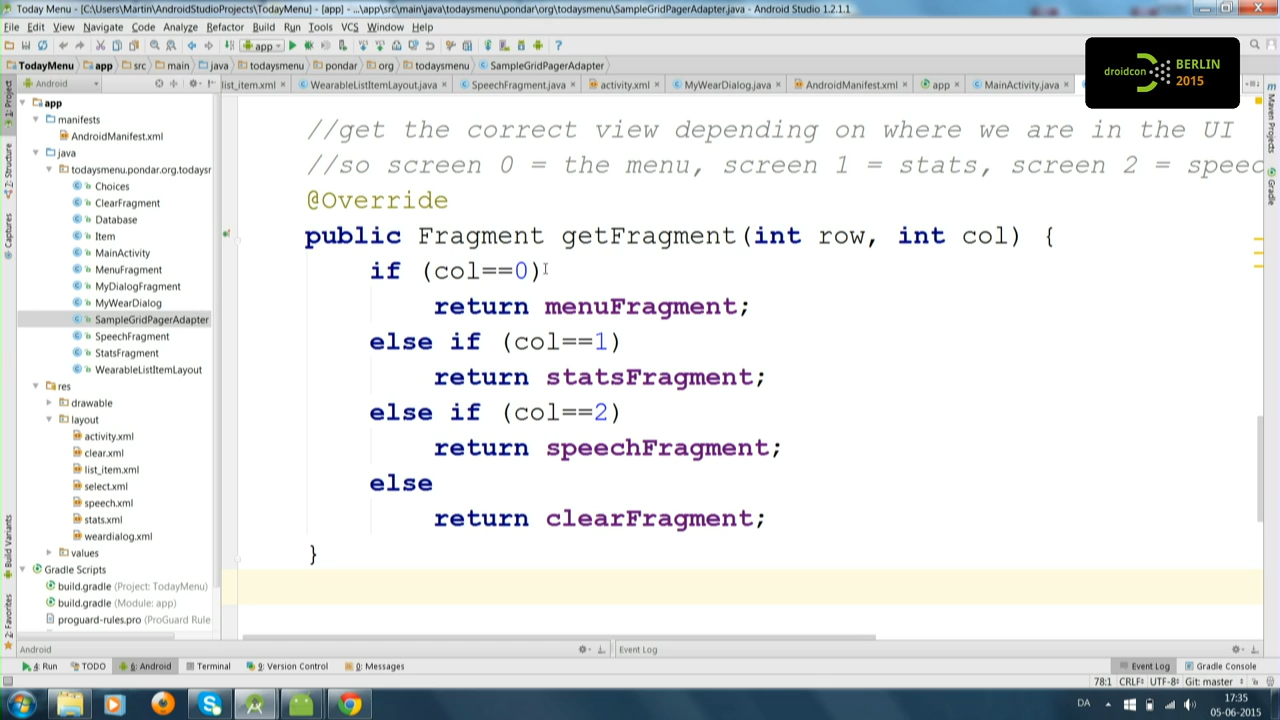 Today Menu - [C:\Users\Martin\AndroidStudioProjects\TodayMenu] - [app] - ...\app\src\main\java\todaysmenu\pondar\org\todaysmenu\SampleGridPagerAdapter.java - Android Studio 1.2.1.1
File Edit View Navigate Code Analyze Refactor Build Run Tools VCS Window Help
app
TodayMenu app src main java todaysmenu pondar org todaysmenu SampleGridPagerAdapter
droidcon BERLIN 2015
Android
list_item.xml WearableListItemLayout.java SpeechFragment.java activity.xml MyWearDialog.java AndroidManifest.xml app MainActivity.java
1: Project
2: Structure
Captures
Build Variants
2: Favorites
app
manifests
AndroidManifest.xml
java
todaysmenu.pondar.org.todaysr
Choices
ClearFragment
Database
Item
MainActivity
MenuFragment
MyDialogFragment
MyWearDialog
SampleGridPagerAdapter
SpeechFragment
StatsFragment
WearableListItemLayout
res
drawable
layout
activity.xml
clear.xml
list_item.xml
select.xml
speech.xml
stats.xml
weardialog.xml
values
Gradle Scripts
build.gradle (Project: TodayMenu)
build.gradle (Module: app)
proguard-rules.pro (ProGuard Rule
//get the correct view depending on where we are in the UI
//so screen 0 = the menu, screen 1 = stats, screen 2 = speec
@Override
public Fragment getFragment(int row, int col) {
if (col==0)
return menuFragment;
else if (col==1)
return statsFragment;
else if (col==2)
return speechFragment;
else
return clearFragment;
}
Maven Projects
Gradle
Android
Event Log
4: Run TODO 6: Android Terminal 9: Version Control 0: Messages Event Log Gradle Console
78:1 CRLF UTF-8 Git: master
DA
17:35
05-06-2015